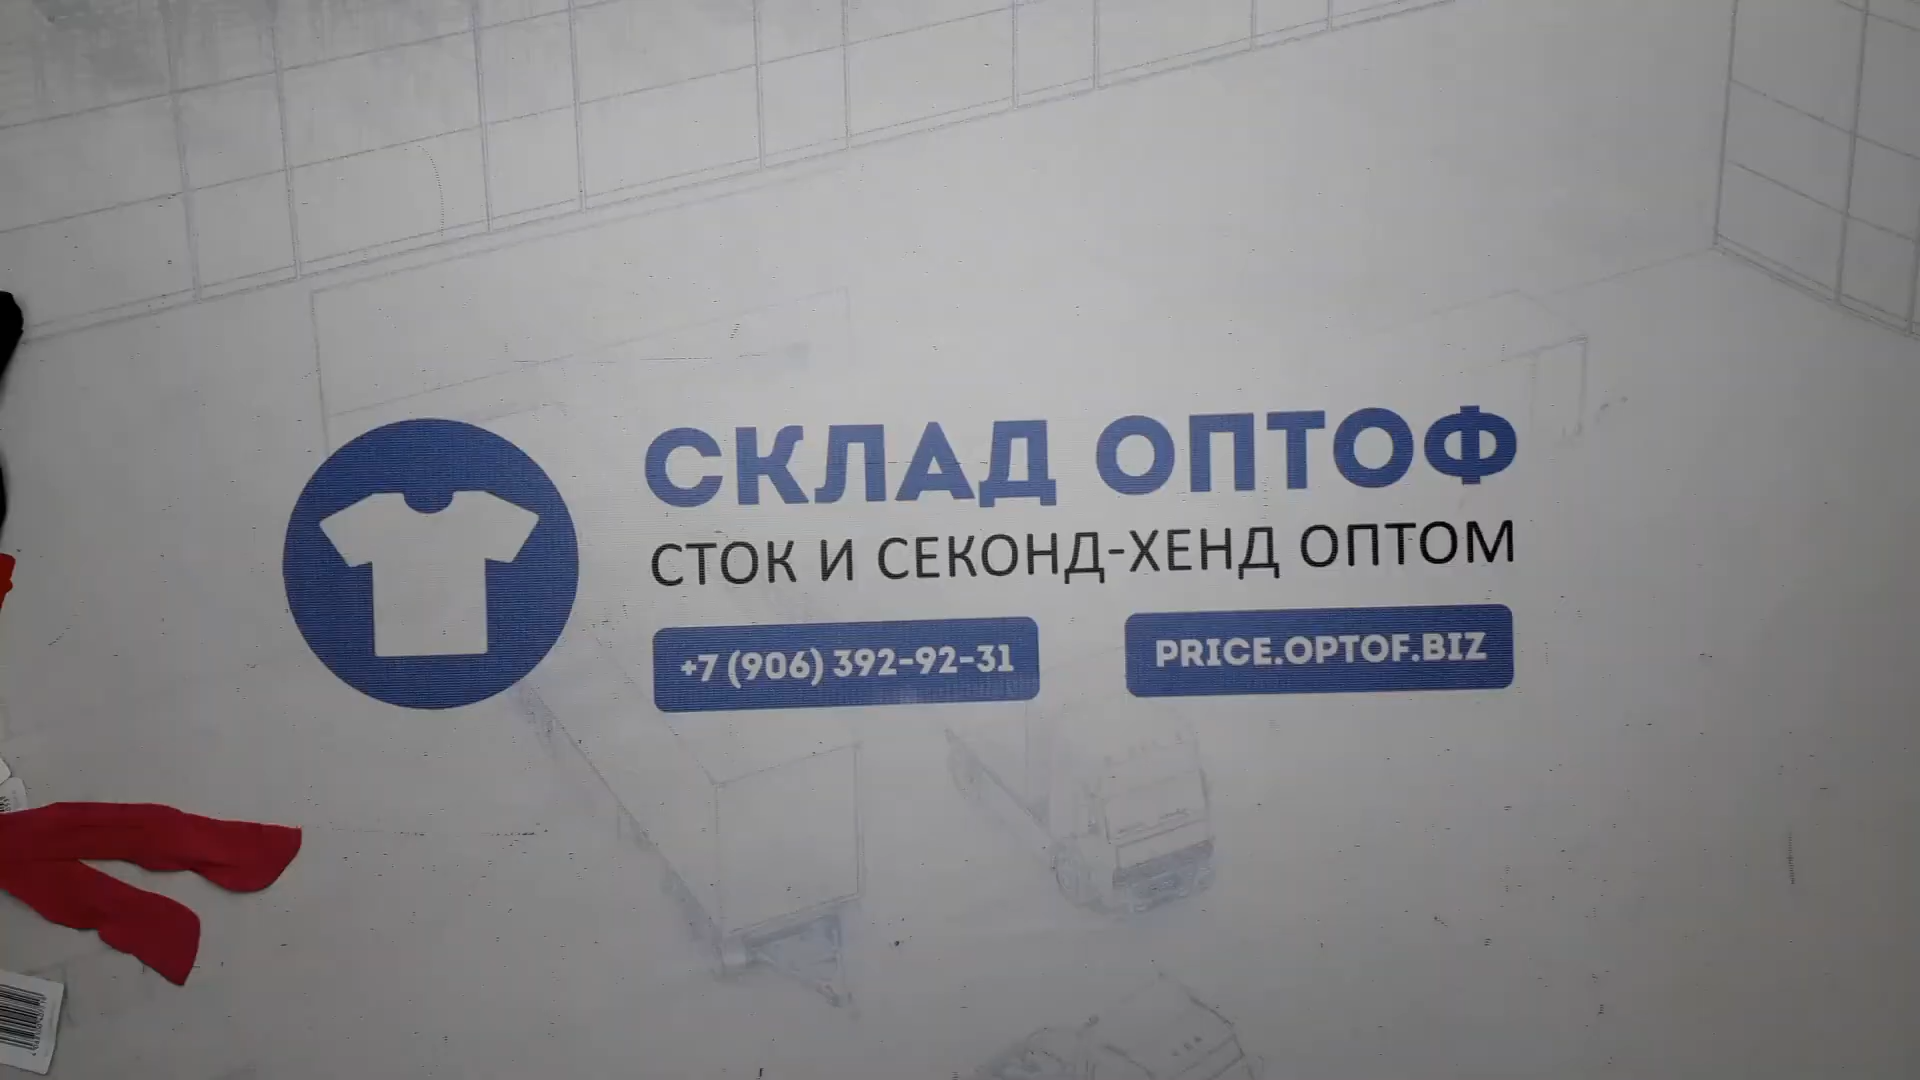 СКЛАД ОПТОФ
СТОК И СЕКОНД-ХЕНД ОПТОМ
+7 (906) 392-92-31
PRICE.OPTOF.BIZ